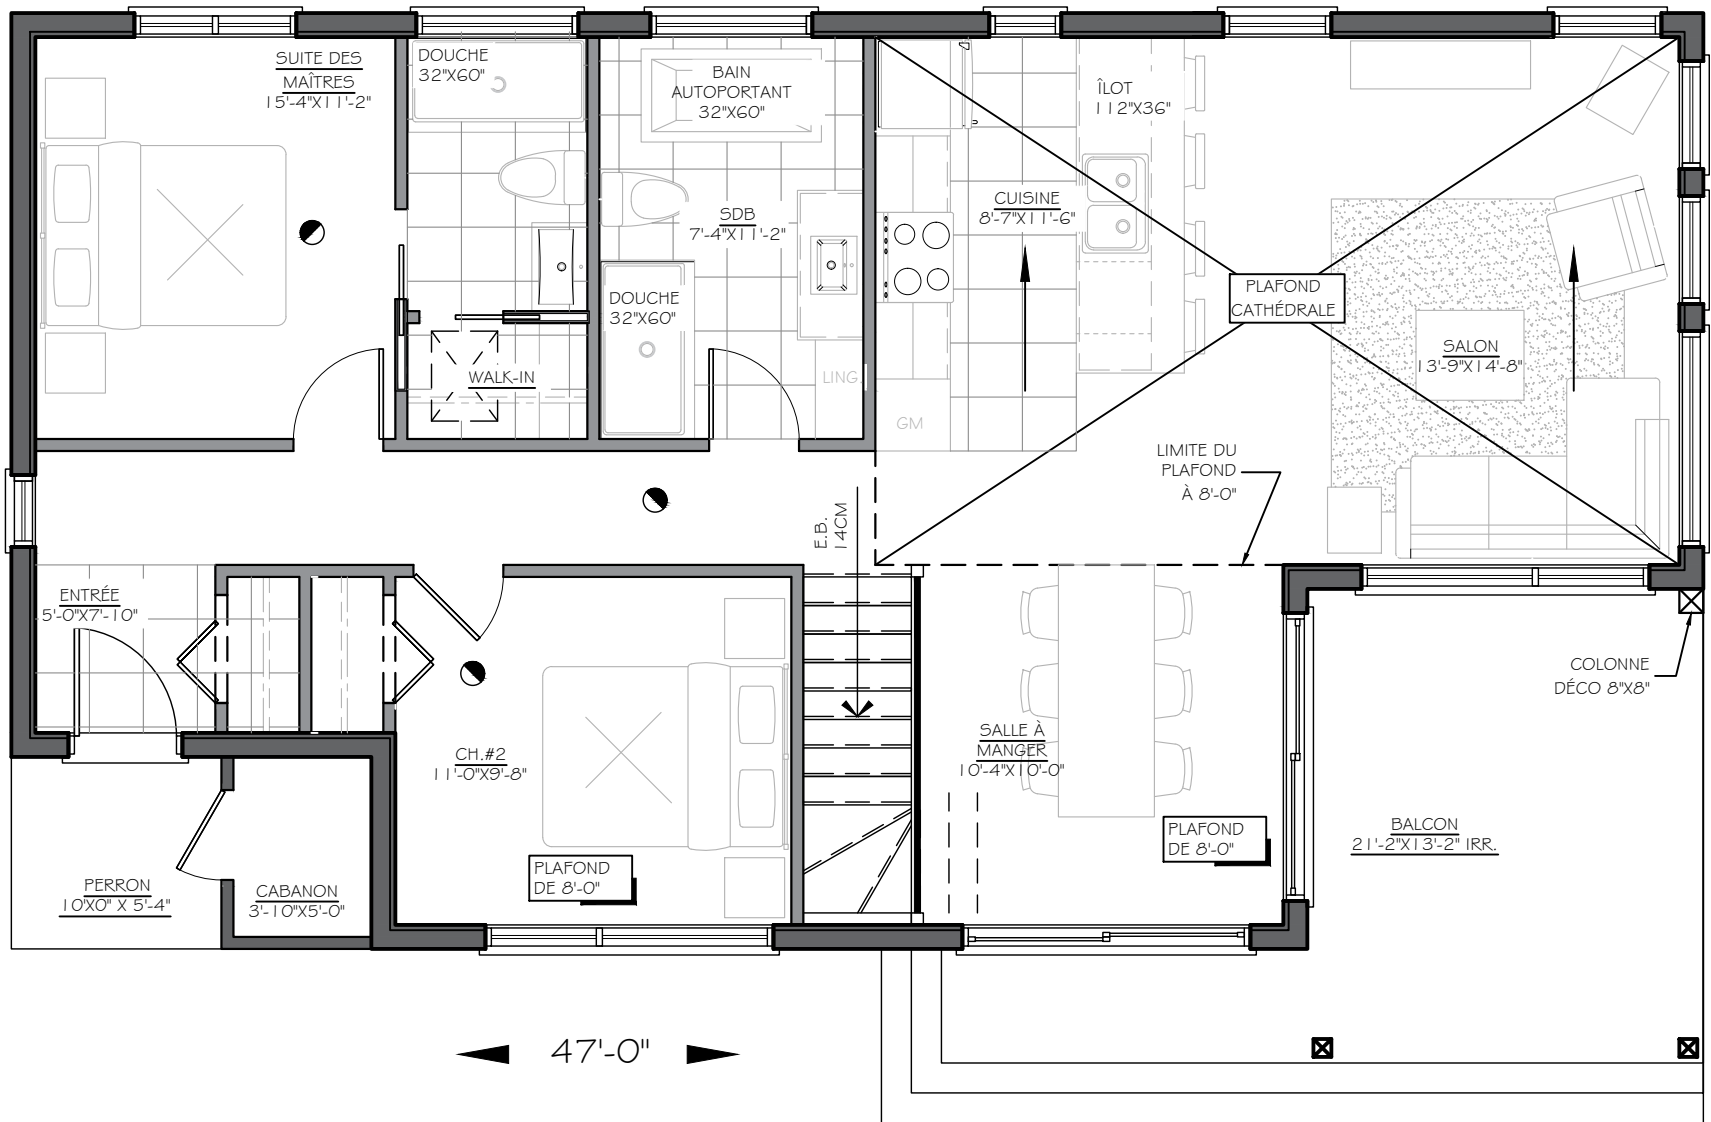 SUITE DES
MAÎTRES
15'-4"X11'-2"
DOUCHE
32"X60"
BAIN
AUTOPORTANT
32"X60"
ÎLOT
112"X36"
CUISINE
8'-7"X11'-6"
SDB
7'-4"X11'-2"
DOUCHE
32"X60"
PLAFOND
CATHÉDRALE
SALON
13'-9"X14'-8"
WALK-IN
LING.
GM
LIMITE DU
PLAFOND
À 8'-0"
E.B.
14CM
ENTRÉE
5'-0"X7'-10"
COLONNE
DÉCO 8"X8"
CH.#2
11'-0"X9'-8"
SALLE À
MANGER
10'-4"X10'-0"
PLAFOND
DE 8'-0"
PLAFOND
DE 8'-0"
BALCON
21'-2"X13'-2" IRR.
PERRON
10'X0" X 5'-4"
CABANON
3'-10"X5'-0"
47'-0"